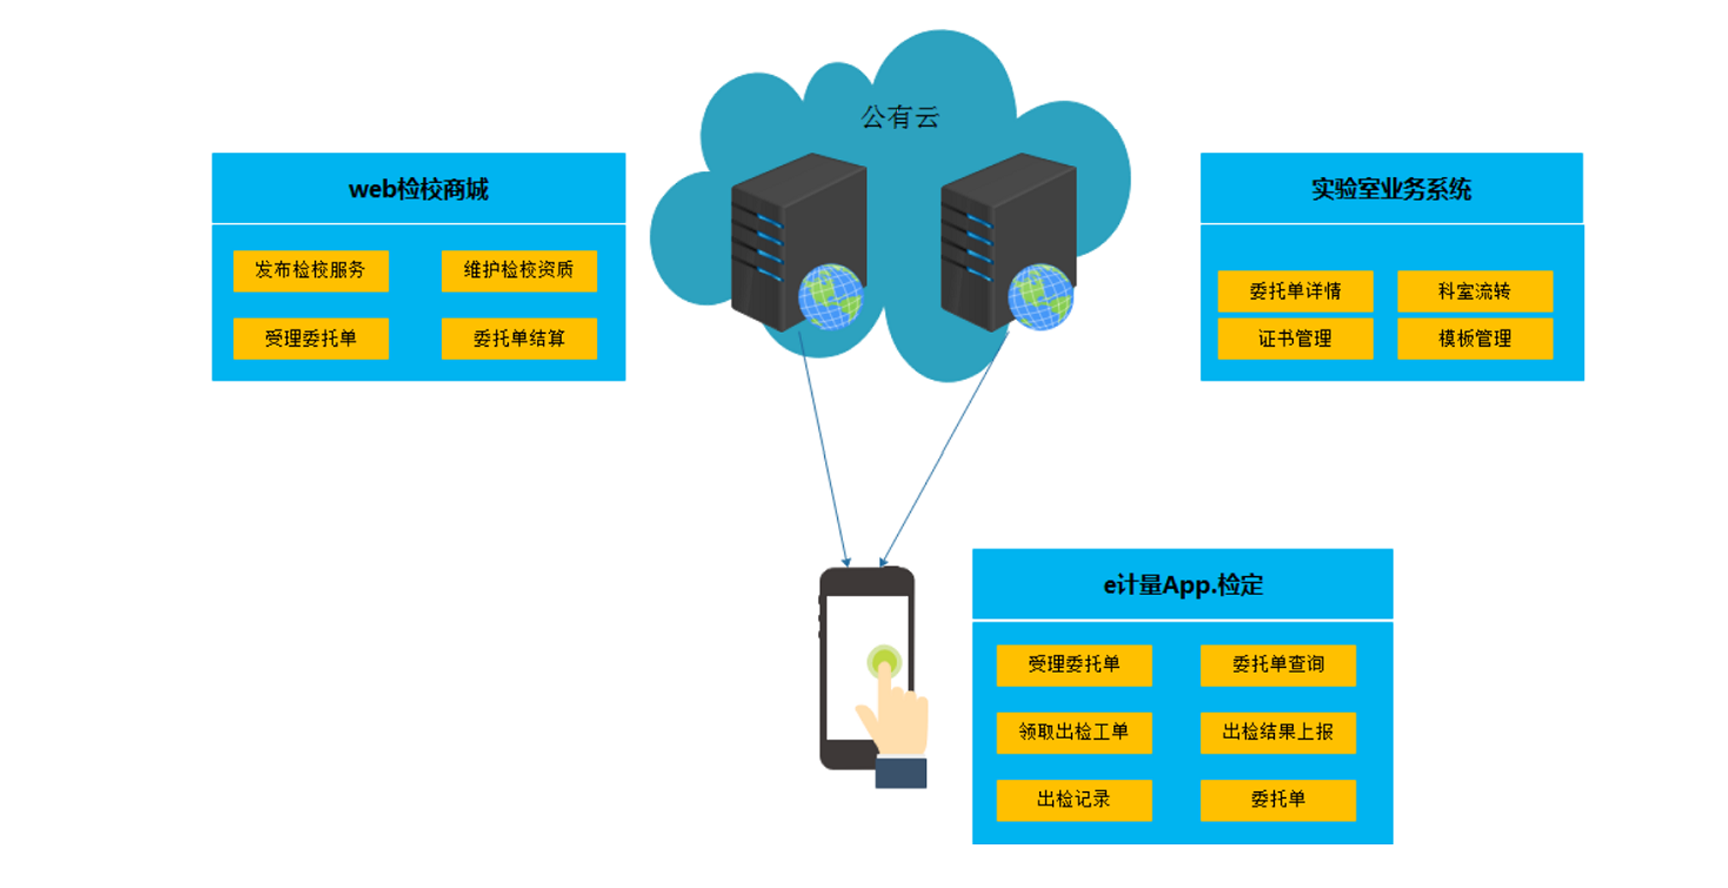 公有云
web检校商城
发布检校服务
维护检校资质
受理委托单
委托单结算
实验室业务系统
委托单详情
科室流转
证书管理
模板管理
e计量App.检定
受理委托单
委托单查询
领取出检工单
出检结果上报
出检记录
委托单